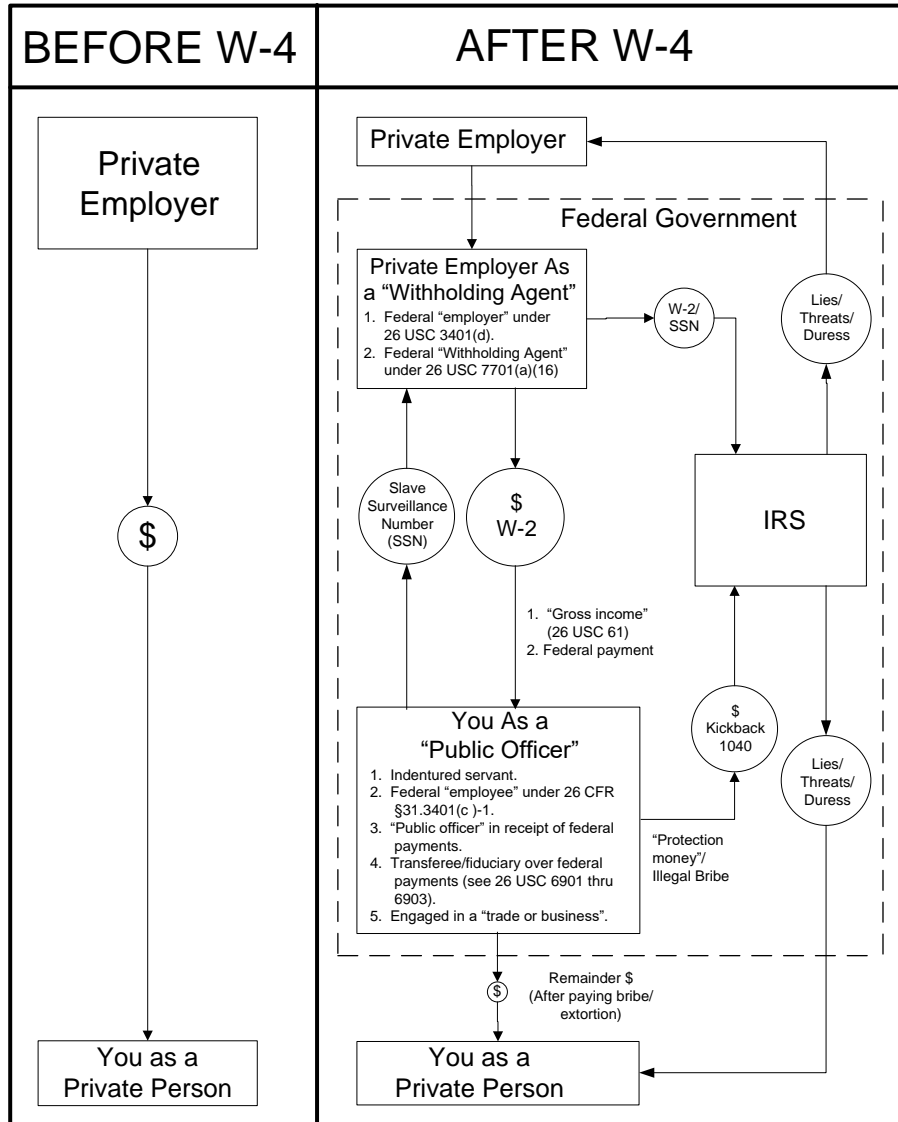 BEFORE W-4
AFTER W-4
Private
Employer
$
You as a
Private Person
Private Employer
Federal Government
Private Employer As
a “Withholding Agent”
1. Federal “employer” under
26 USC 3401(d).
2. Federal “Withholding Agent”
under 26 USC 7701(a)(16)
W-2/
SSN
Lies/
Threats/
Duress
Slave
Surveillance
Number
(SSN)
$
W-2
IRS
1. “Gross income”
(26 USC 61)
2. Federal payment
You As a
“Public Officer”
1. Indentured servant.
2. Federal “employee” under 26 CFR
§31.3401(c )-1.
3. “Public officer” in receipt of federal
payments.
4. Transferee/fiduciary over federal
payments (see 26 USC 6901 thru
6903).
5. Engaged in a “trade or business”.
$
Kickback
1040
Lies/
Threats/
Duress
“Protection
money”/
Illegal Bribe
$
Remainder $
(After paying bribe/
extortion)
You as a
Private Person